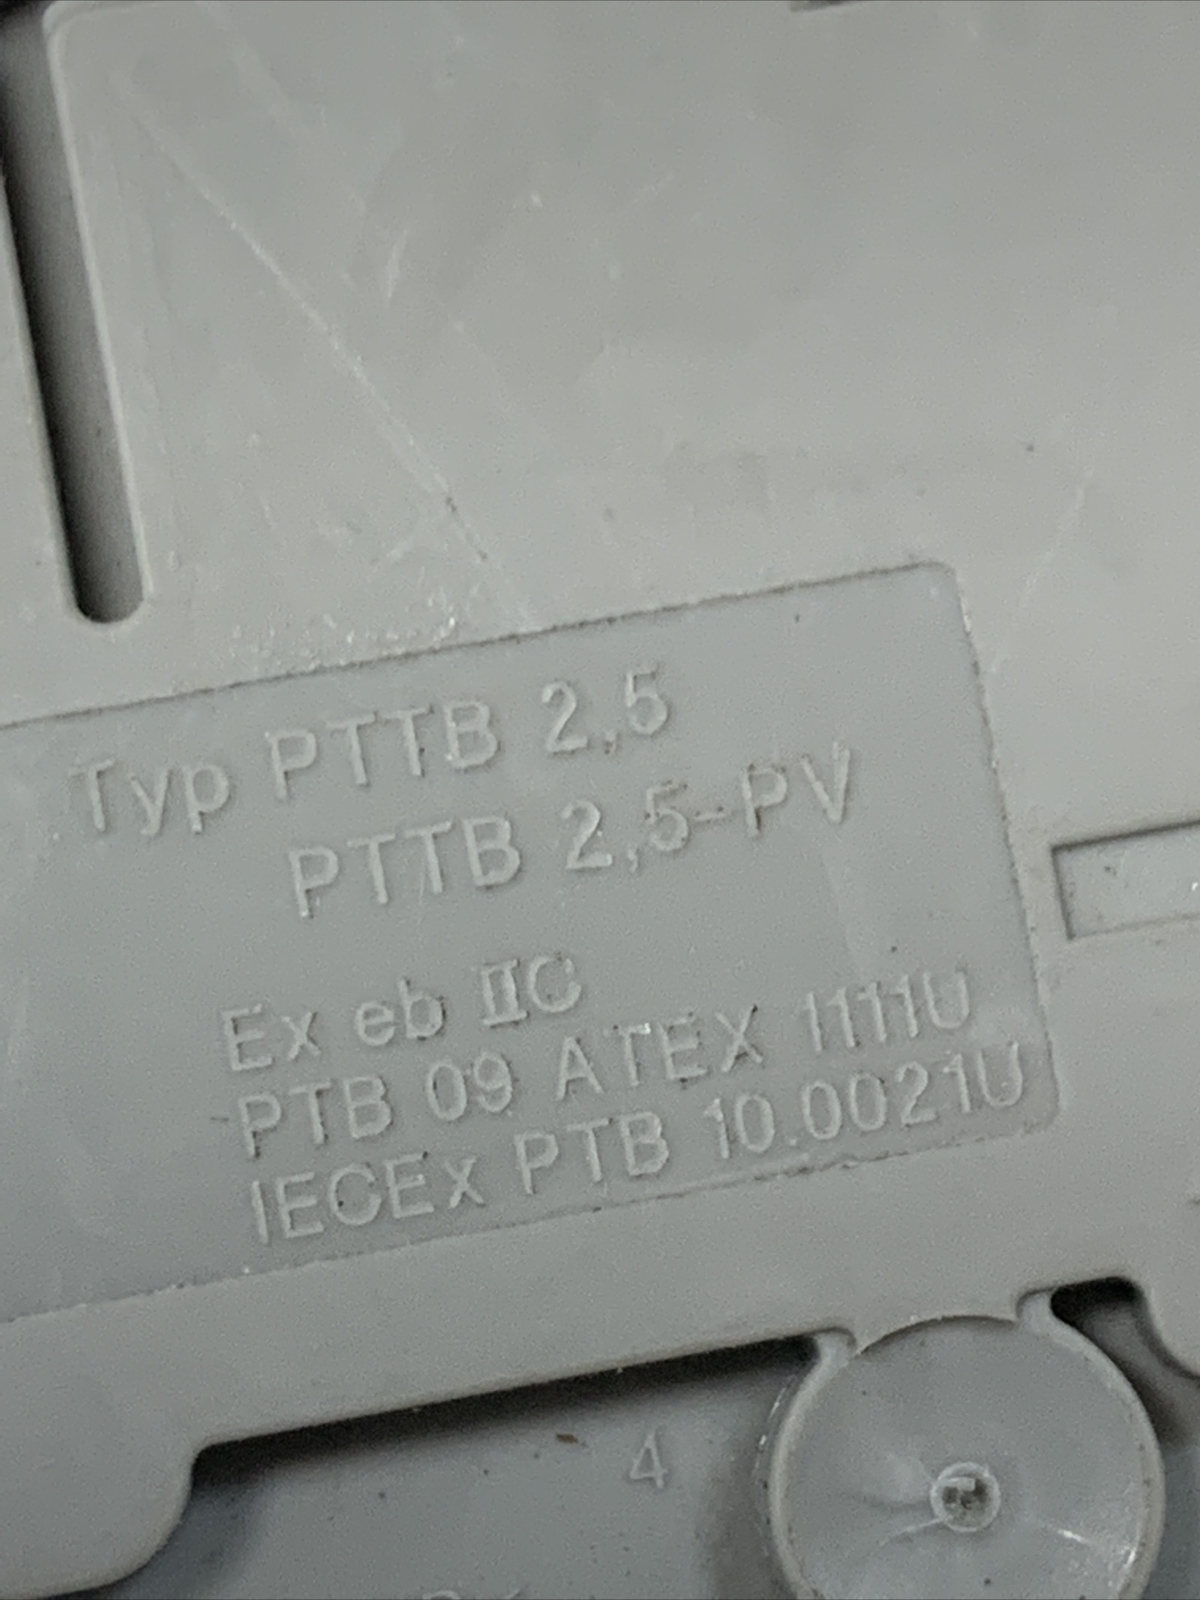 Typ PTTB 2,5
PTTB 2,5-PV
Ex eb IIC
PTB 09 ATEX 1111U
IECEx PTB 10.0021U
4